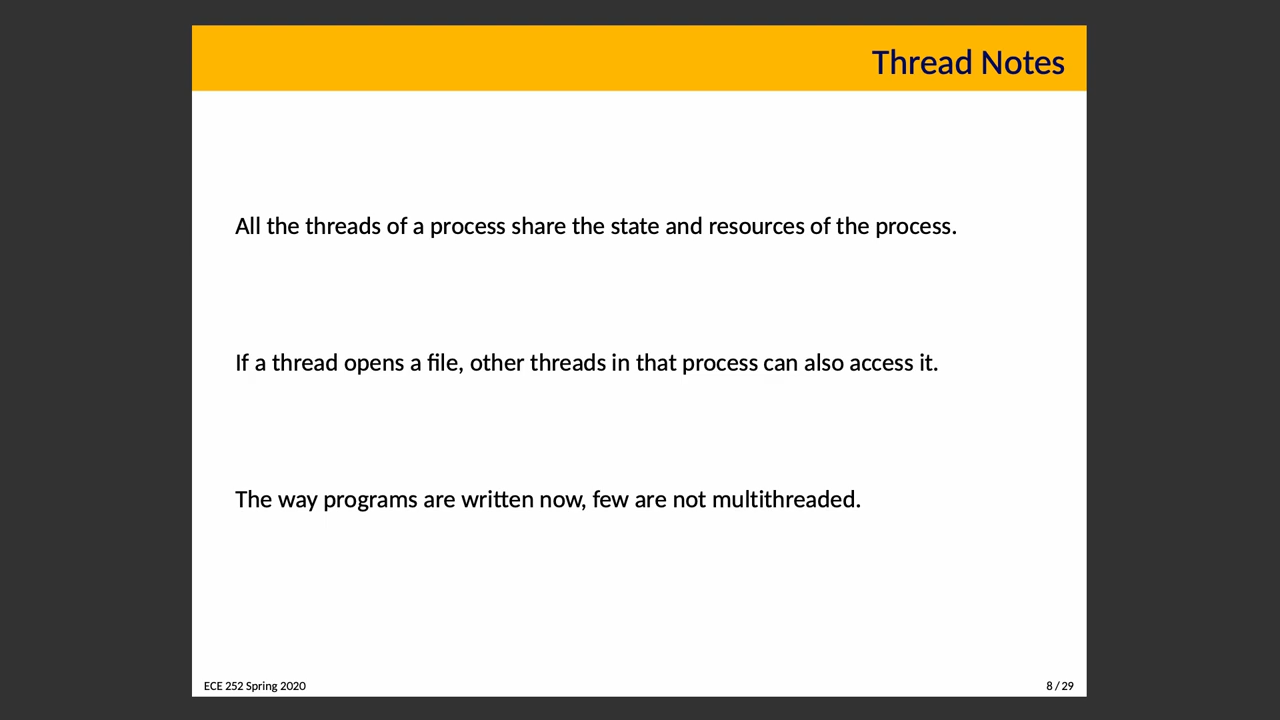 Thread Notes
All the threads of a process share the state and resources of the process.
If a thread opens a file, other threads in that process can also access it.
The way programs are written now, few are not multithreaded.
ECE 252 Spring 2020
8 / 29